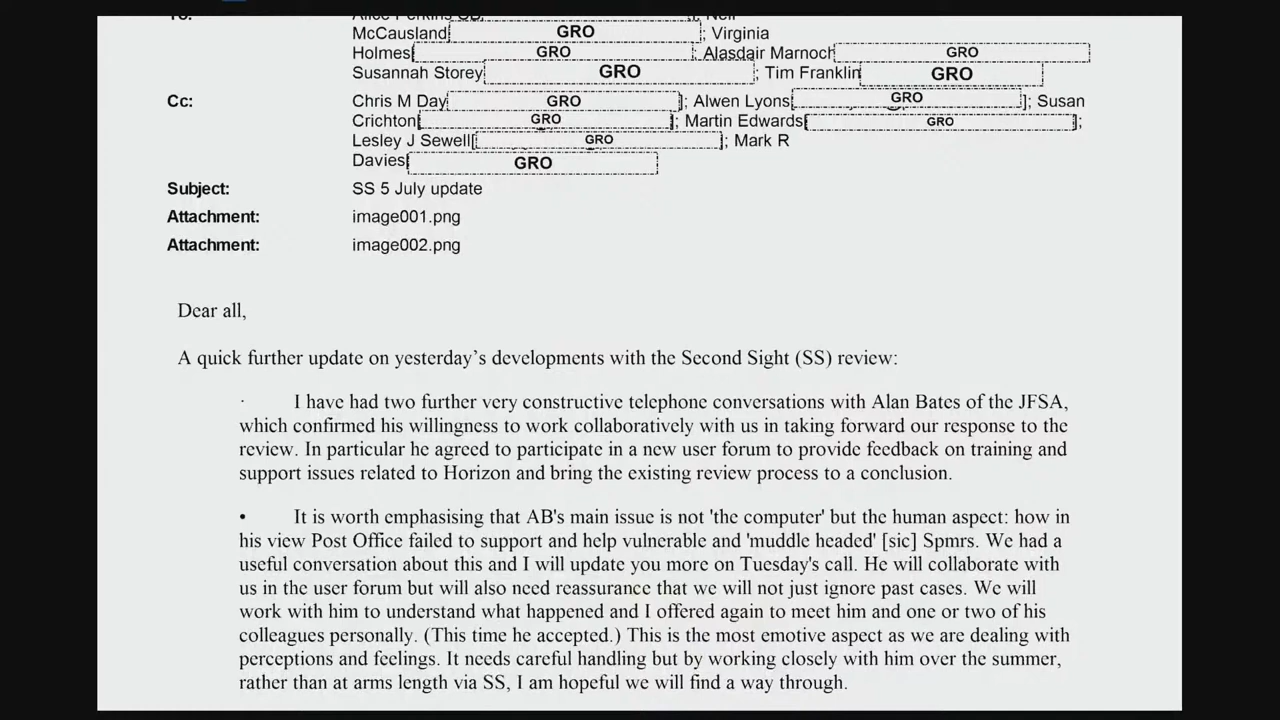 To: Alice Perkins CB GRO ]; Neil
McCausland GRO ; Virginia
Holmes GRO ; Alasdair Marnoch GRO
Susannah Storey GRO ; Tim Franklin GRO
Cc: Chris M Day GRO ]; Alwen Lyons GRO ]; Susan
Crichton[ GRO ]; Martin Edwards GRO ];
Lesley J Sewell[ GRO ]; Mark R
Davies GRO
Subject: SS 5 July update
Attachment: image001.png
Attachment: image002.png
Dear all,
A quick further update on yesterday's developments with the Second Sight (SS) review:
· I have had two further very constructive telephone conversations with Alan Bates of the JFSA,
which confirmed his willingness to work collaboratively with us in taking forward our response to the
review. In particular he agreed to participate in a new user forum to provide feedback on training and
support issues related to Horizon and bring the existing review process to a conclusion.
• It is worth emphasising that AB's main issue is not 'the computer' but the human aspect: how in
his view Post Office failed to support and help vulnerable and 'muddle headed' [sic] Spmrs. We had a
useful conversation about this and I will update you more on Tuesday's call. He will collaborate with
us in the user forum but will also need reassurance that we will not just ignore past cases. We will
work with him to understand what happened and I offered again to meet him and one or two of his
colleagues personally. (This time he accepted.) This is the most emotive aspect as we are dealing with
perceptions and feelings. It needs careful handling but by working closely with him over the summer,
rather than at arms length via SS, I am hopeful we will find a way through.